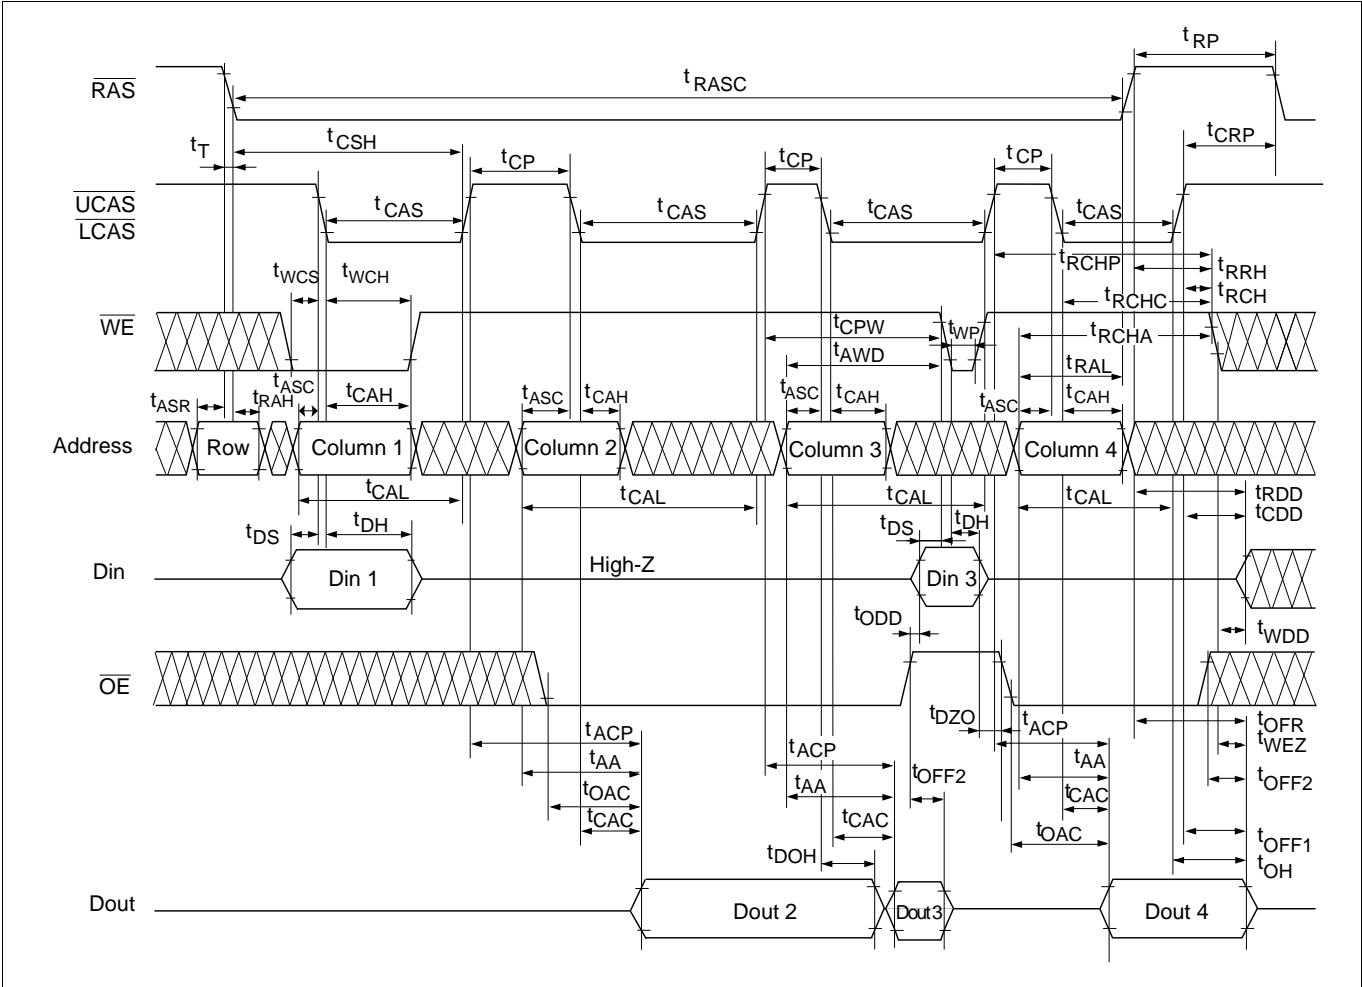 tRP
RAS
tRASC
tT
tCSH
tCP
tCP
tCP
tCRP
UCAS
LCAS
tCAS
tCAS
tCAS
tCAS
tRCHP
tRRH
tWCS
tWCH
tRCHC
tRCH
WE
tCPW
tWP
tRCHA
tAWD
tRAL
tASR
tRAH
tASC
tCAH
tASC
tCAH
tASC
tCAH
tASC
tCAH
Address
Row
Column 1
Column 2
Column 3
Column 4
tCAL
tCAL
tCAL
tCAL
tRDD
tCDD
tDS
tDH
tDS
tDH
Din
Din 1
High-Z
Din 3
tODD
tWDD
OE
tDZO
tACP
tACP
tACP
tOFR
tWEZ
tAA
tAA
tOFF2
tAA
tOFF2
tOAC
tCAC
tCAC
tCAC
tOAC
tOFF1
tDOH
tOH
Dout
Dout 2
Dout3
Dout 4